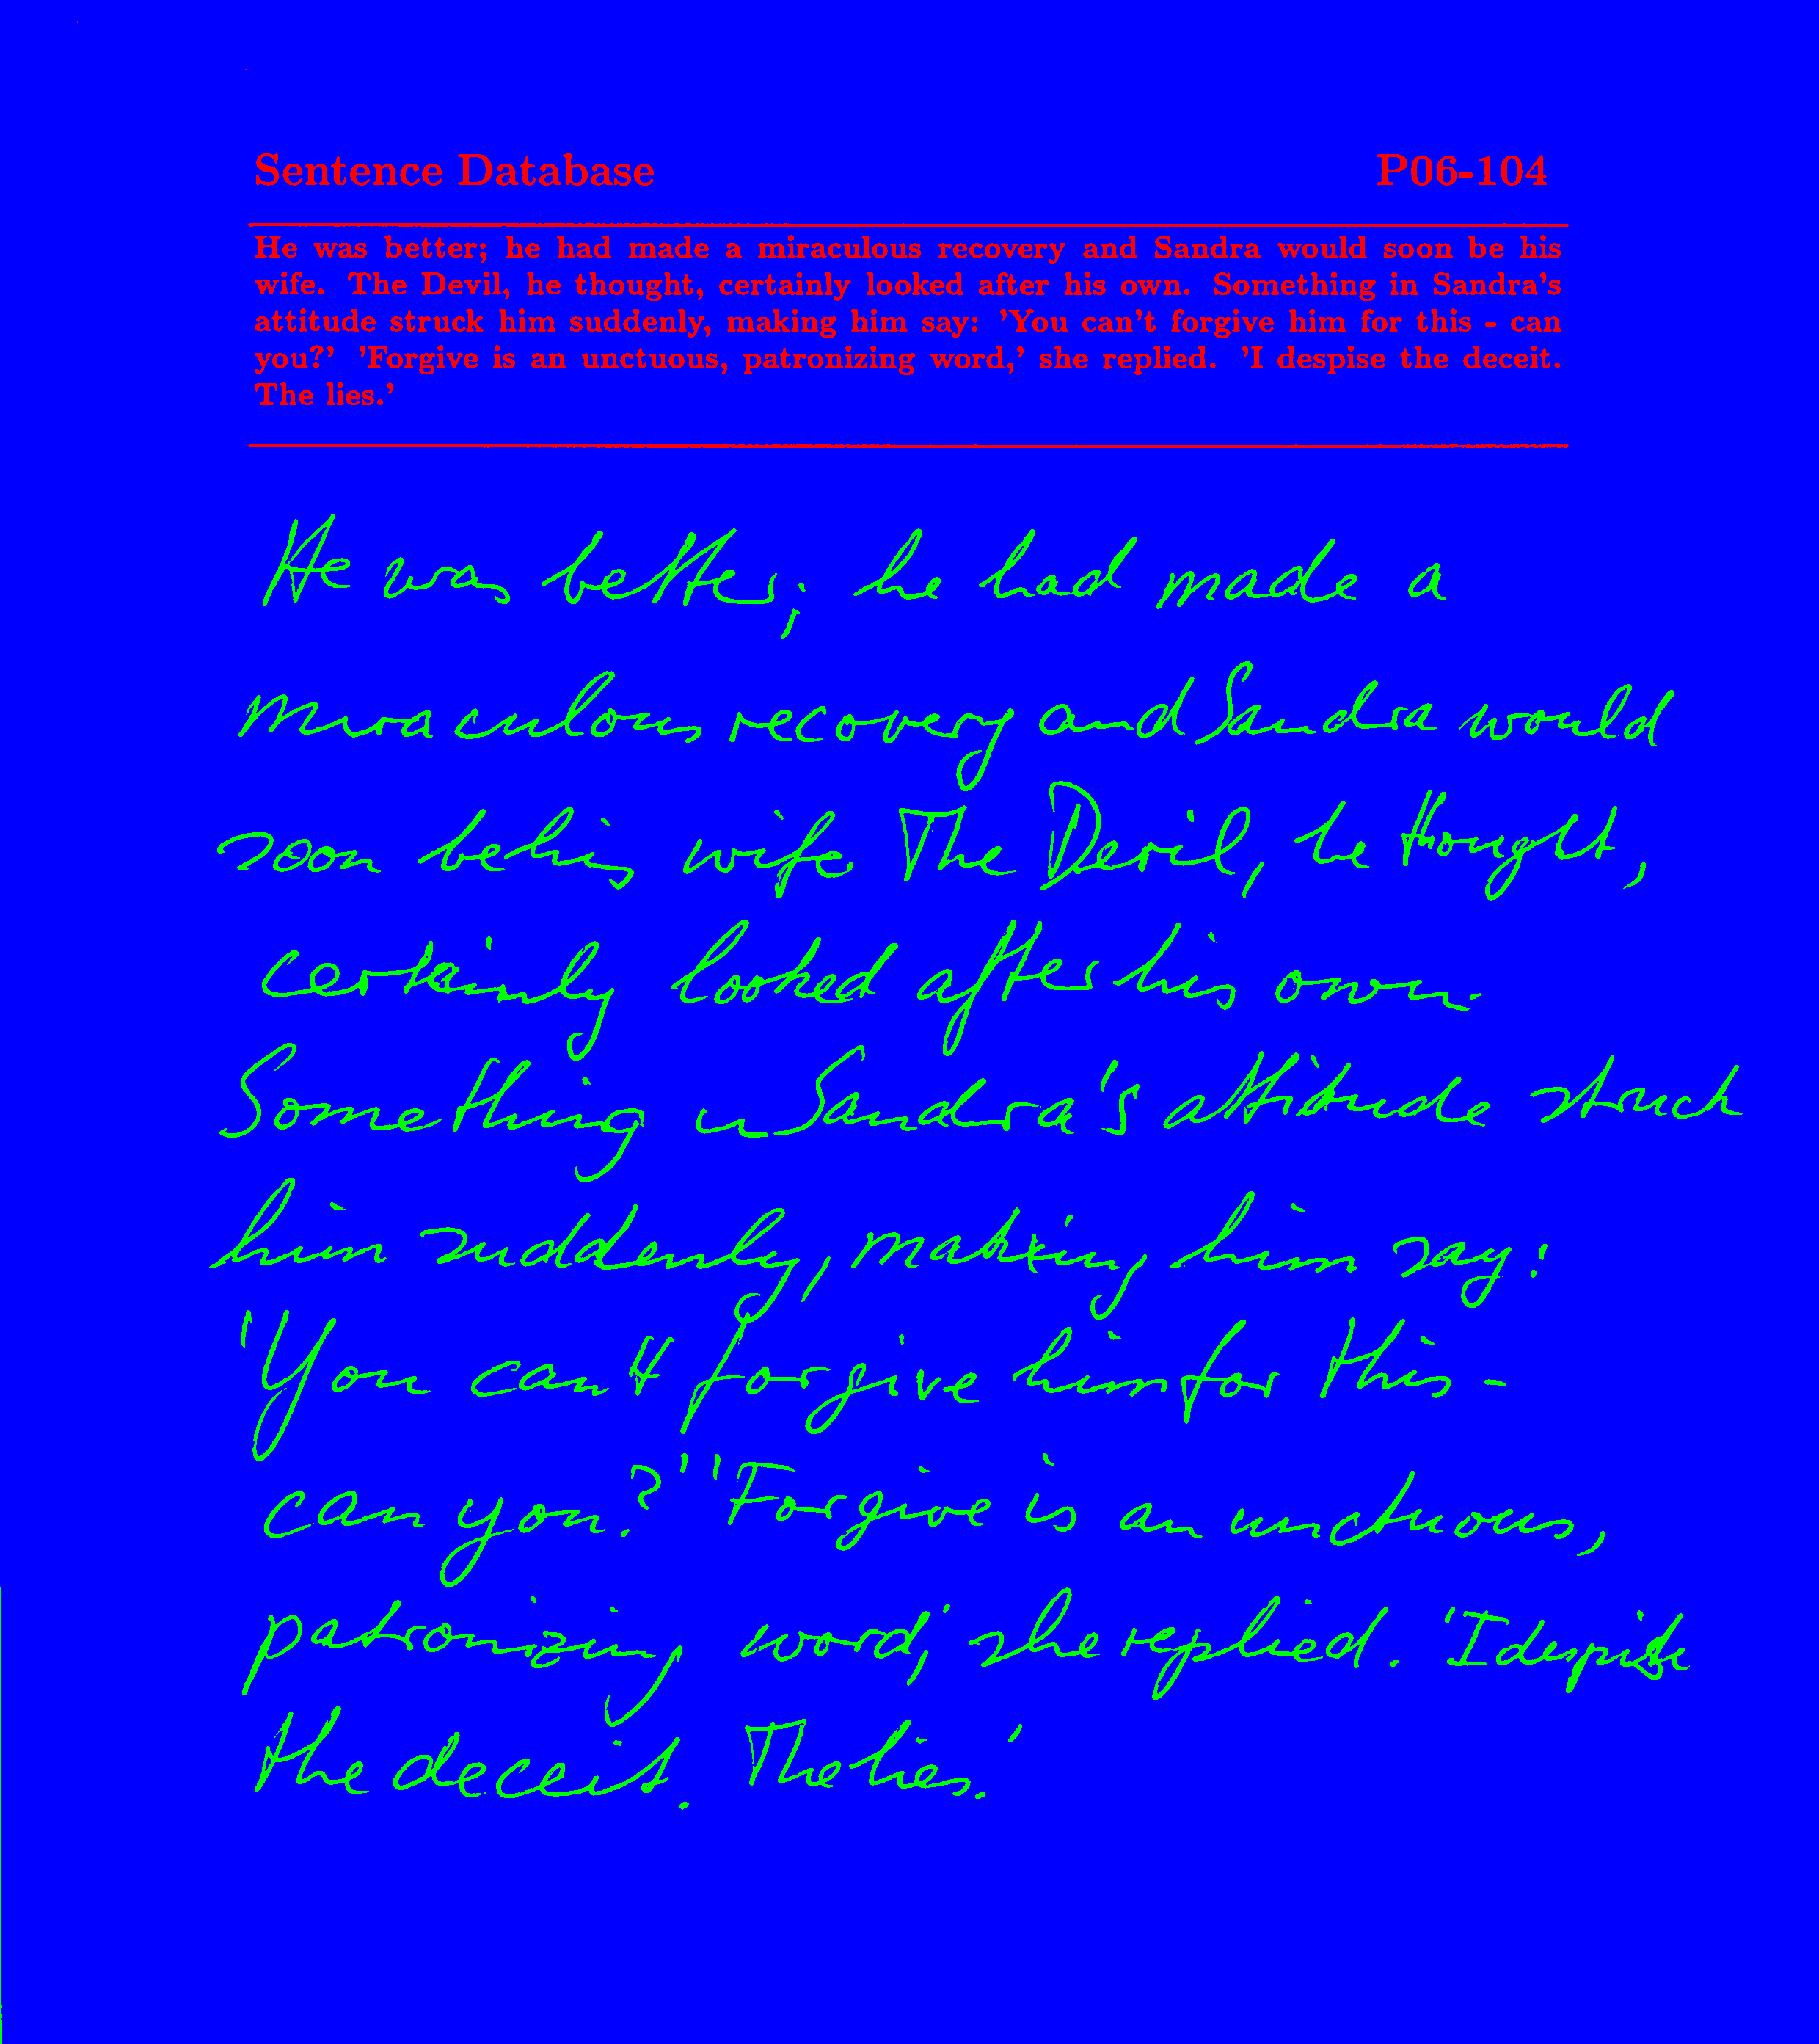 Sentence Database P06-104
He was better; he had made a miraculous recovery and Sandra would soon be his
wife. The Devil, he thought, certainly looked after his own. Something in Sandra's
attitude struck him suddenly, making him say: 'You can't forgive him for this - can
you?' 'Forgive is an unctuous, patronizing word,' she replied. 'I despise the deceit.
The lies.'
He was better; he had made a
miraculous recovery and Sandra would
soon be his wife. The Devil, he thought,
certainly looked after his own.
Something in Sandra's attitude struck
him suddenly, making him say:
'You can't forgive him for this -
can you?' 'Forgive is an unctuous,
patronizing word,' she replied. 'I despise
the deceit. The lies.'